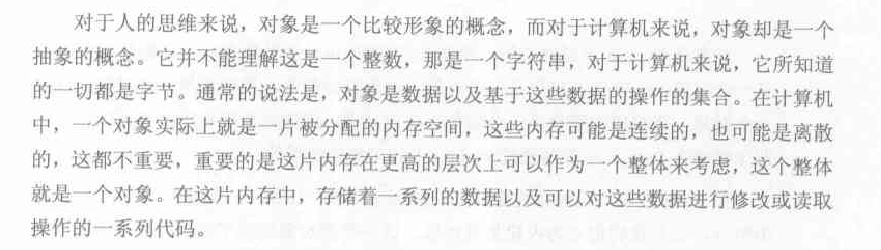 对于人的思维来说，对象是一个比较形象的概念，而对于计算机来说，对象却是一个
抽象的概念。它并不能理解这是一个整数，那是一个字符串，对于计算机来说，它所知道
的一切都是字节。通常的说法是，对象是数据以及基于这些数据的操作的集合。在计算机
中，一个对象实际上就是一片被分配的内存空间，这些内存可能是连续的，也可能是离散
的，这都不重要，重要的是这片内存在更高的层次上可以作为一个整体来考虑，这个整体
就是一个对象。在这片内存中，存储着一系列的数据以及可以对这些数据进行修改或读取
操作的一系列代码。